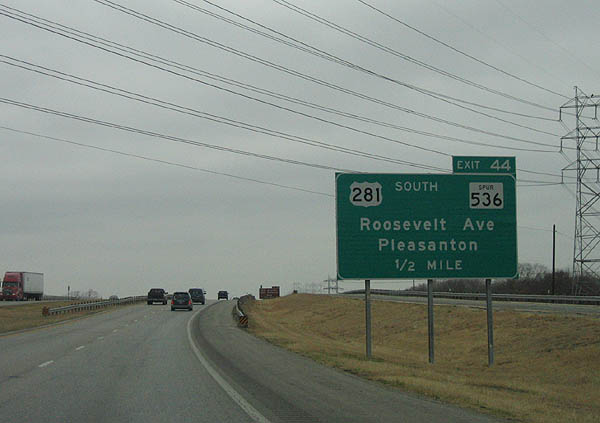 EXIT 44
281 SOUTH SPUR 536
Roosevelt Ave
Pleasanton
1/2 MILE